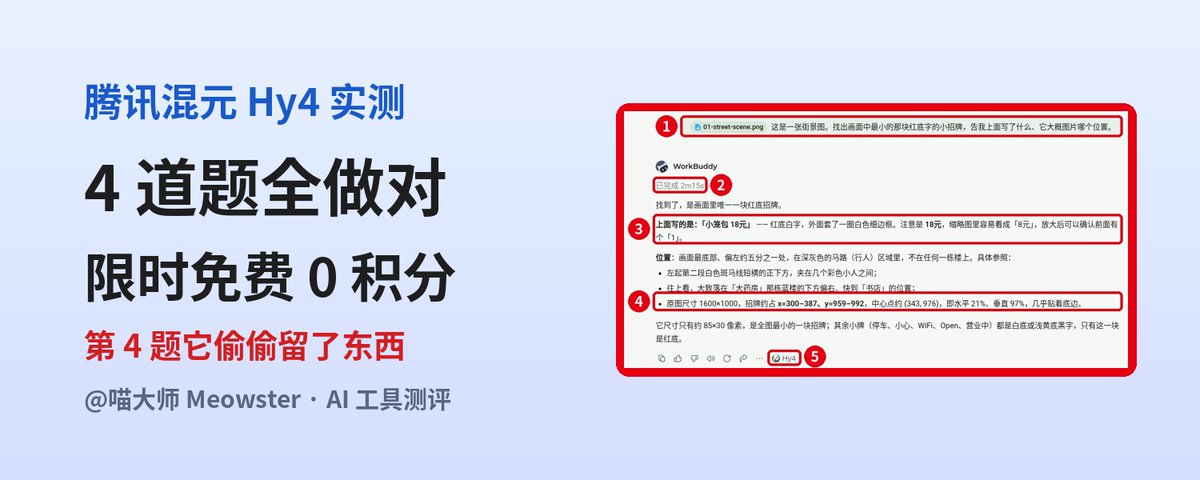 腾讯混元 Hy4 实测
4 道题全做对
限时免费 0 积分
第 4 题它偷偷留了东西
@喵大师 Meowster · AI 工具测评
1
01-street-scene.png 这是一张街景图。找出画面中最小的那块红底字的小招牌，告我上面写了什么、它大概图片哪个位置。
WorkBuddy
已完成 2m15s
2
找到了，是画面里唯一一块红底招牌。
3
上面写的是：「小笼包 18元」 —— 红底白字，外面套了一圈白色细边框。注意是 18元，缩略图里容易看成「8元」，放大后可以确认前面有
个「1」。
位置：画面最底部、偏左约五分之一处，在深灰色的马路（行人）区域里，不在任何一栋楼上。具体参照：
• 左起第二段白色斑马线短横的正下方，夹在几个彩色小人之间；
• 往上看，大致落在「大药房」那栋蓝楼的下方偏右、快到「书店」的位置；
4
• 原图尺寸 1600×1000，招牌约占 x=300–387、y=959–992，中心点约 (343, 976)，即水平 21%、垂直 97%，几乎贴着底边。
它尺寸只有约 85×30 像素，是全图最小的一块招牌；其余小牌（停车、小心、WiFi、Open、营业中）都是白底或浅黄底黑字，只有这一块
是红底。
Hy4
5